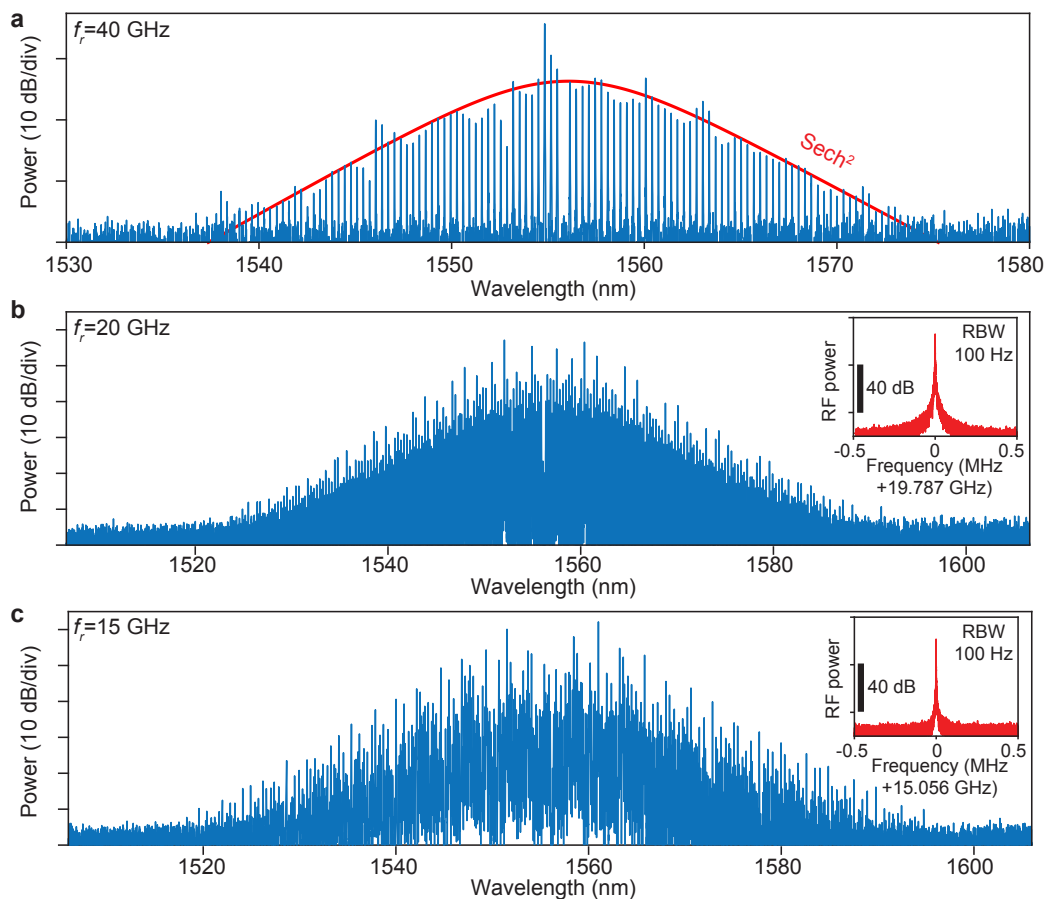 a
fr=40 GHz
Power (10 dB/div)
Sech2
1530 1540 1550 1560 1570 1580
Wavelength (nm)
b
fr=20 GHz
Power (10 dB/div)
RBW
100 Hz
RF power
40 dB
-0.5 0 0.5
Frequency (MHz
+19.787 GHz)
1520 1540 1560 1580 1600
Wavelength (nm)
c
fr=15 GHz
Power (10 dB/div)
RBW
100 Hz
RF power
40 dB
-0.5 0 0.5
Frequency (MHz
+15.056 GHz)
1520 1540 1560 1580 1600
Wavelength (nm)